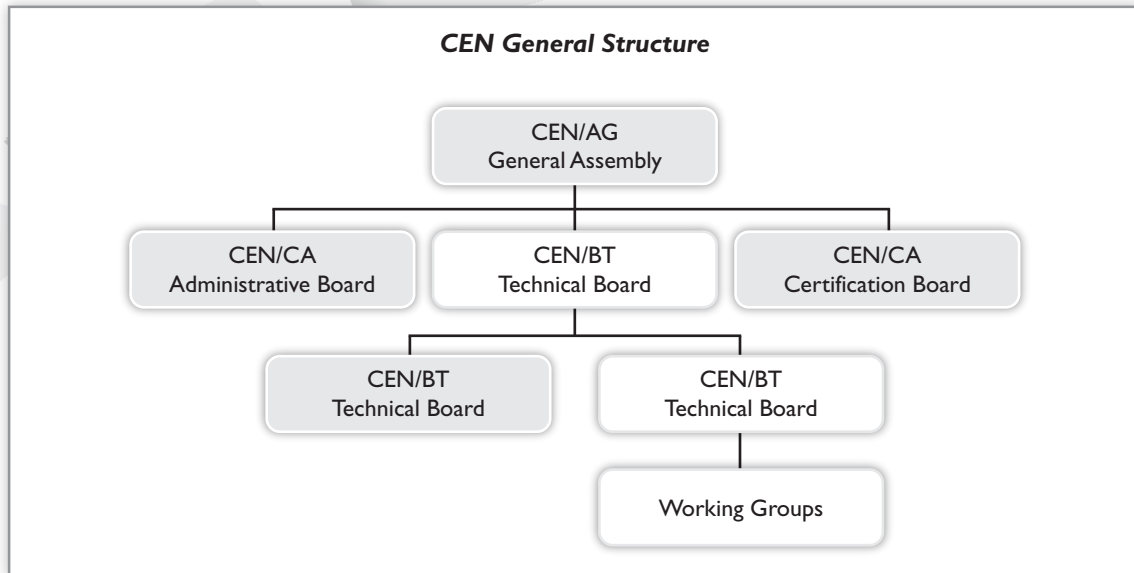 CEN General Structure
CEN/AG
General Assembly
CEN/CA
Administrative Board
CEN/BT
Technical Board
CEN/CA
Certification Board
CEN/BT
Technical Board
CEN/BT
Technical Board
Working Groups